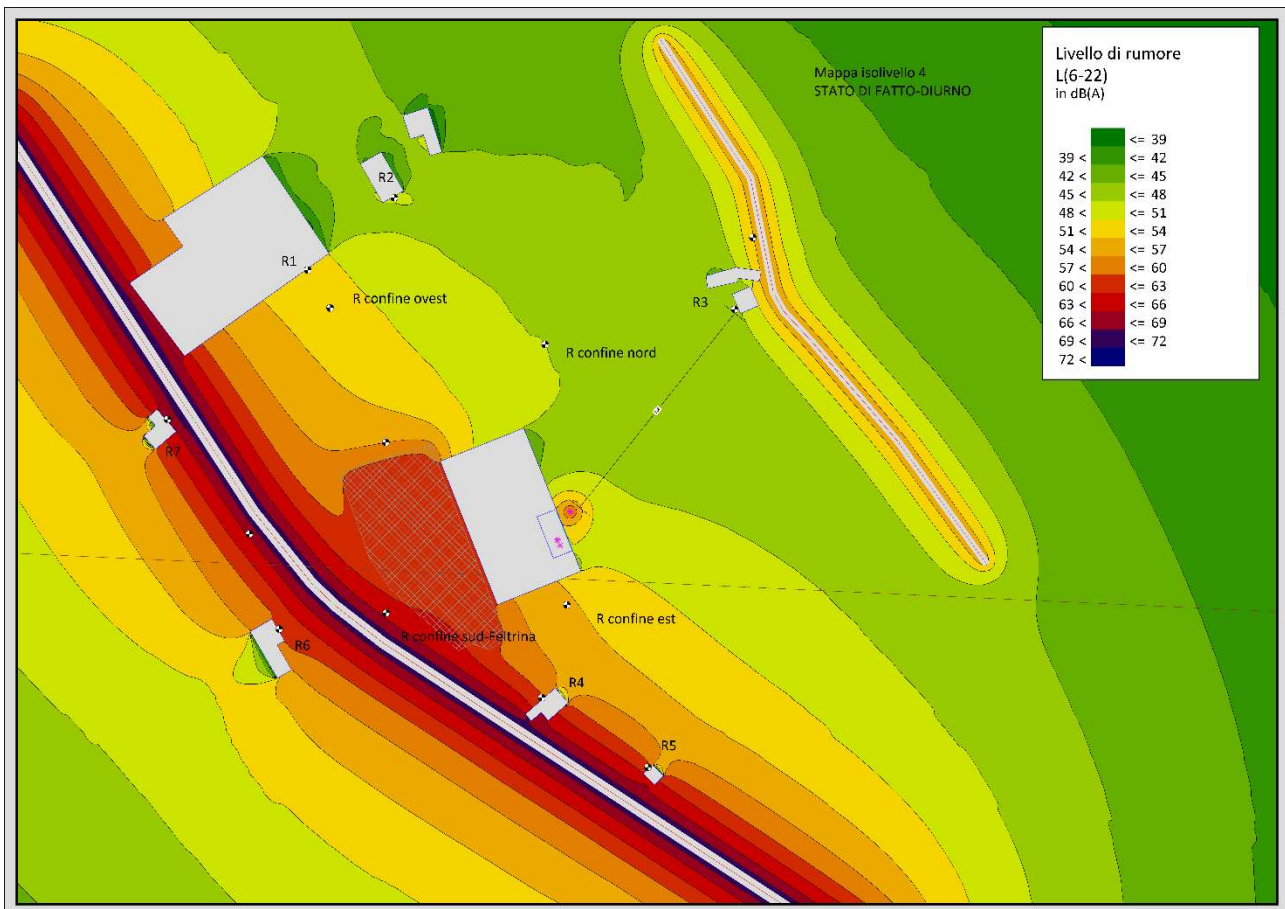 Mappa isolivello 4
STATO DI FATTO-DIURNO
Livello di rumore
L(6-22)
in dB(A)
<= 39
39 < <= 42
42 < <= 45
45 < <= 48
48 < <= 51
51 < <= 54
54 < <= 57
57 < <= 60
60 < <= 63
63 < <= 66
66 < <= 69
69 < <= 72
72 <
R2
R1
R confine ovest
R3
R confine nord
R7
R confine est
R confine sud-Feltrina
R6
R4
R5